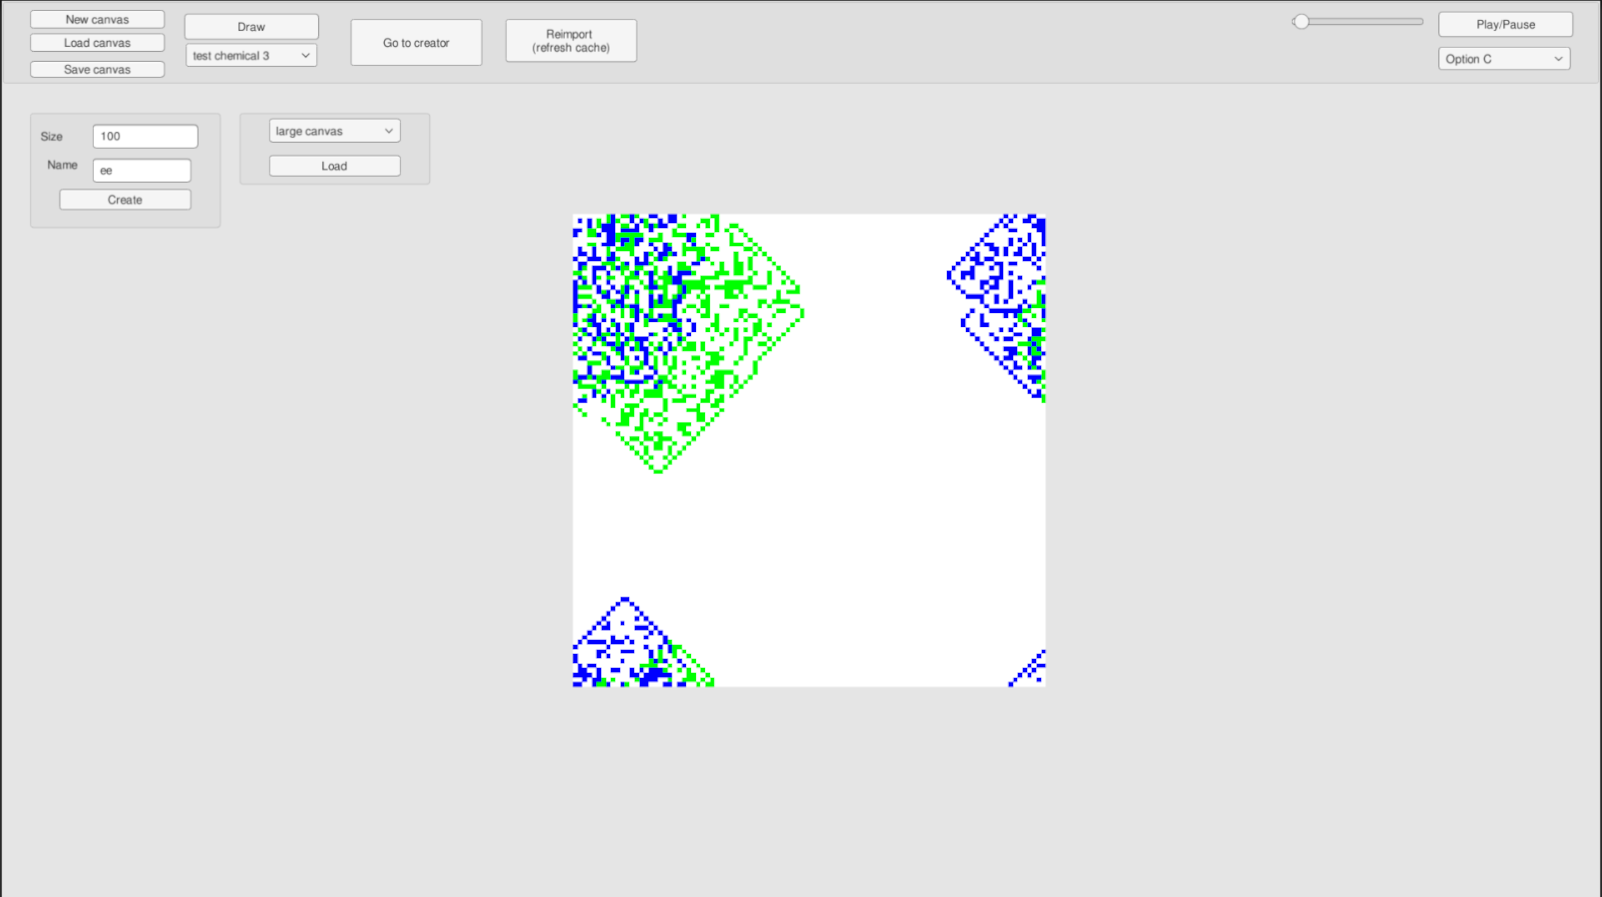 New canvas
Load canvas
Save canvas
Draw
test chemical 3
Go to creator
Reimport
(refresh cache)
Play/Pause
Option C
Size
100
Name
ee
Create
large canvas
Load